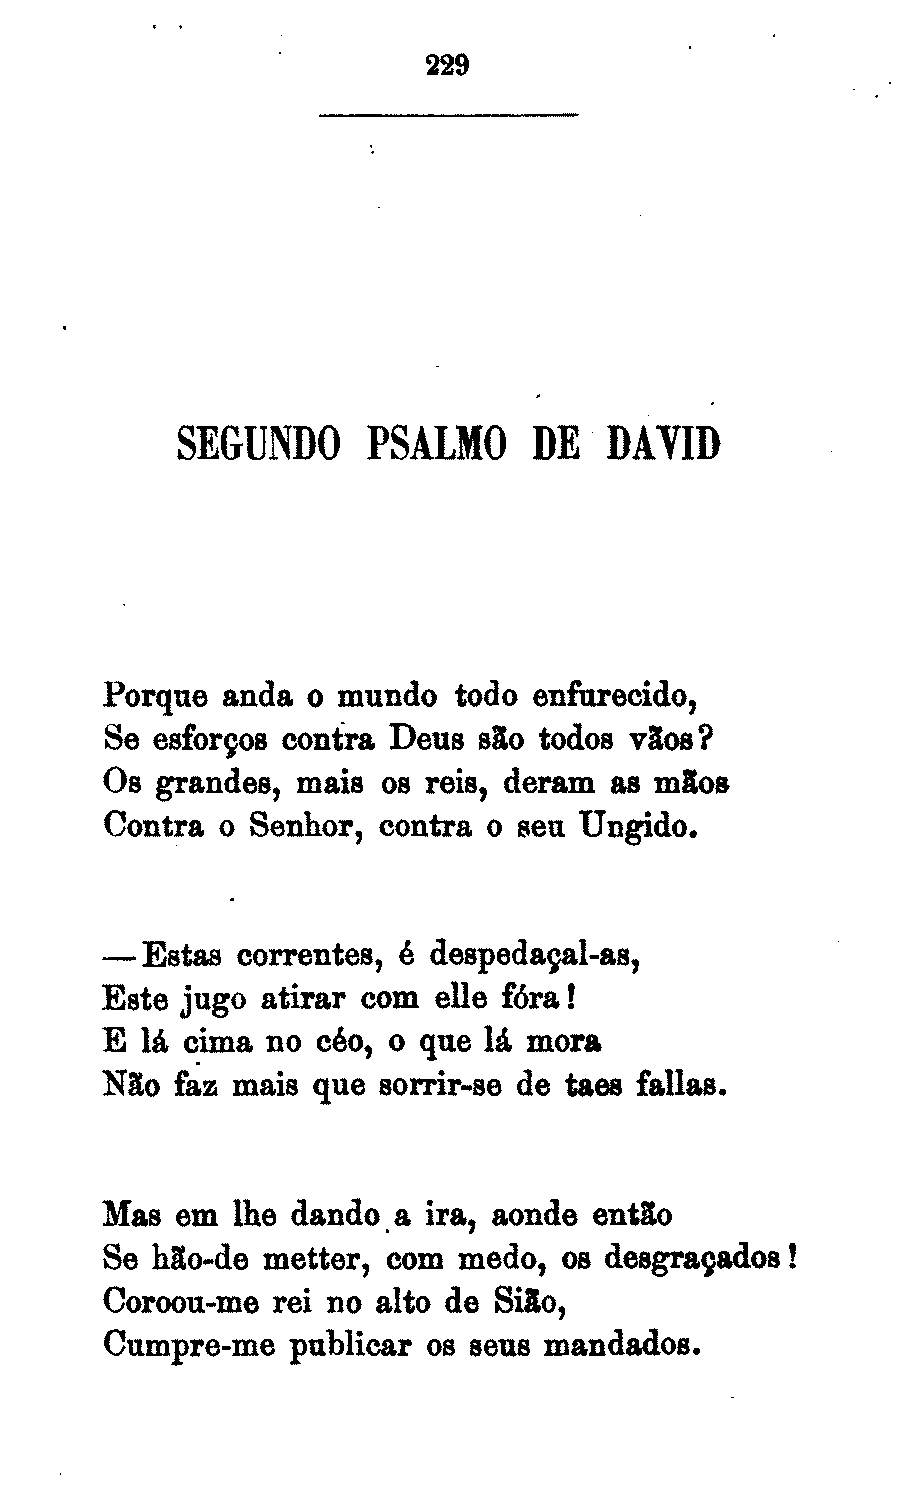 229
SEGUNDO PSALMO DE DAVID
Porque anda o mundo todo enfurecido,
Se esforços contra Deus são todos vãos?
Os grandes, mais os reis, deram as mãos
Contra o Senhor, contra o seu Ungido.
—Estas correntes, é despedaçal-as,
Este jugo atirar com elle fóra!
E lá cima no céo, o que lá mora
Não faz mais que sorrir-se de taes fallas.
Mas em lhe dando a ira, aonde então
Se hão-de metter, com medo, os desgraçados!
Coroou-me rei no alto de Sião,
Cumpre-me publicar os seus mandados.